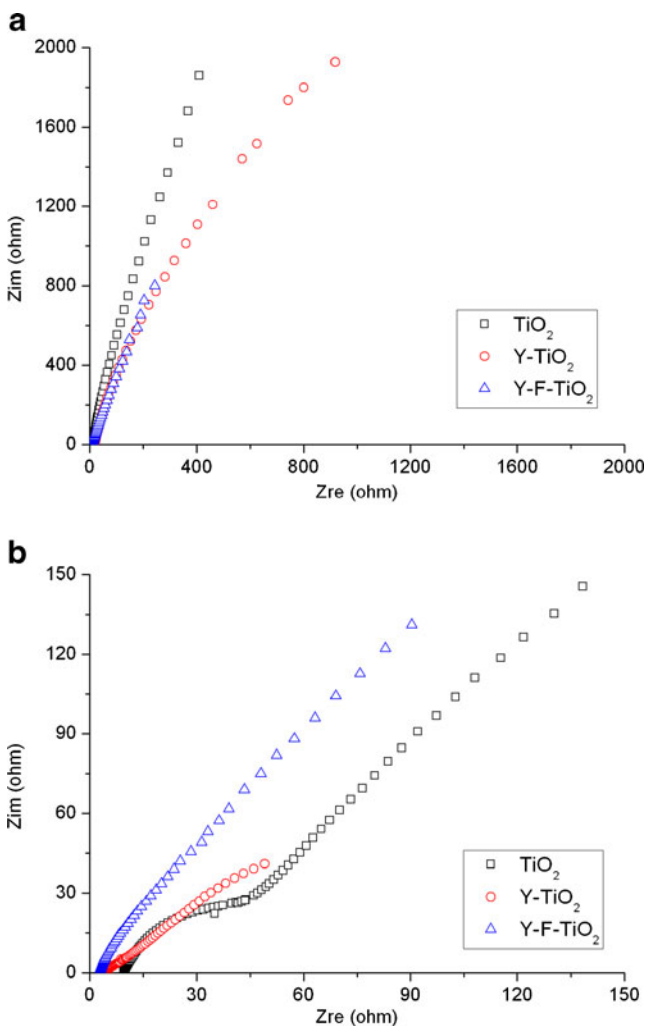 a
2000
1600
1200
800
400
0
Zim (ohm)
TiO2
Y-TiO2
Y-F-TiO2
0 400 800 1200 1600 2000
Zre (ohm)
b
150
120
90
60
30
0
Zim (ohm)
TiO2
Y-TiO2
Y-F-TiO2
0 30 60 90 120 150
Zre (ohm)